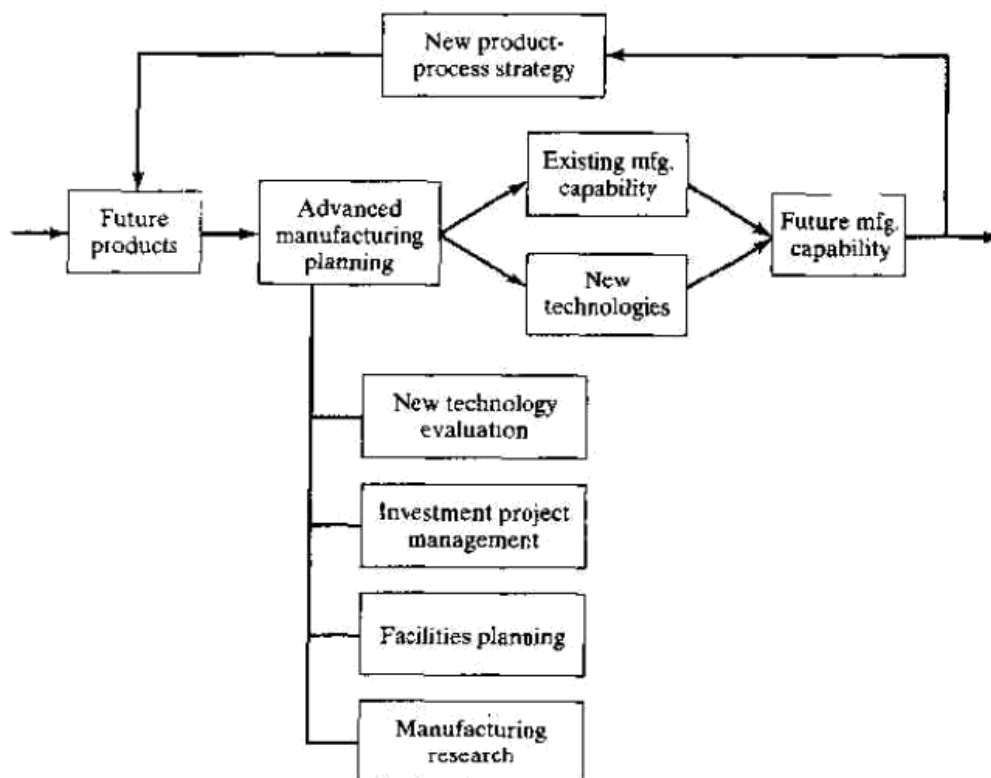 New product-
process strategy
Existing mfg.
capability
Future
products
Advanced
manufacturing
planning
Future mfg.
capability
New
technologies
New technology
evaluation
Investment project
management
Facilities planning
Manufacturing
research